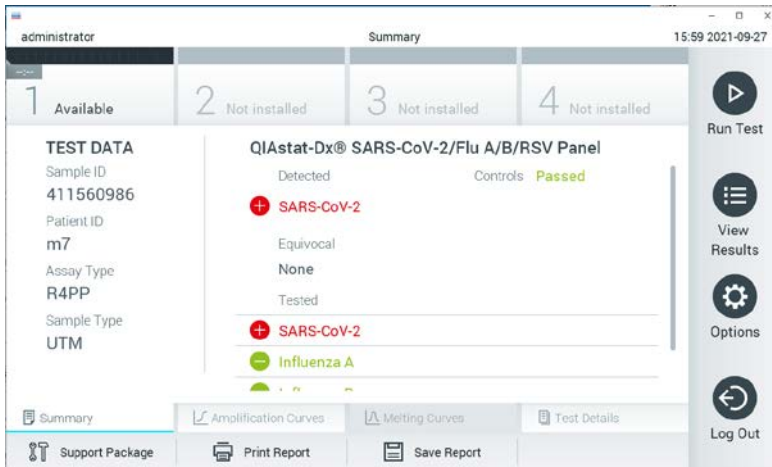 administrator
Summary
15:59 2021-09-27
1 Available
2 Not installed
3 Not installed
4 Not installed
TEST DATA
Sample ID
411560986
Patient ID
m7
Assay Type
R4PP
Sample Type
UTM
QIAstat-Dx® SARS-CoV-2/Flu A/B/RSV Panel
Detected
Controls Passed
SARS-CoV-2
Equivocal
None
Tested
SARS-CoV-2
Influenza A
Run Test
View
Results
Options
Log Out
Summary
Amplification Curves
Melting Curves
Test Details
Support Package
Print Report
Save Report